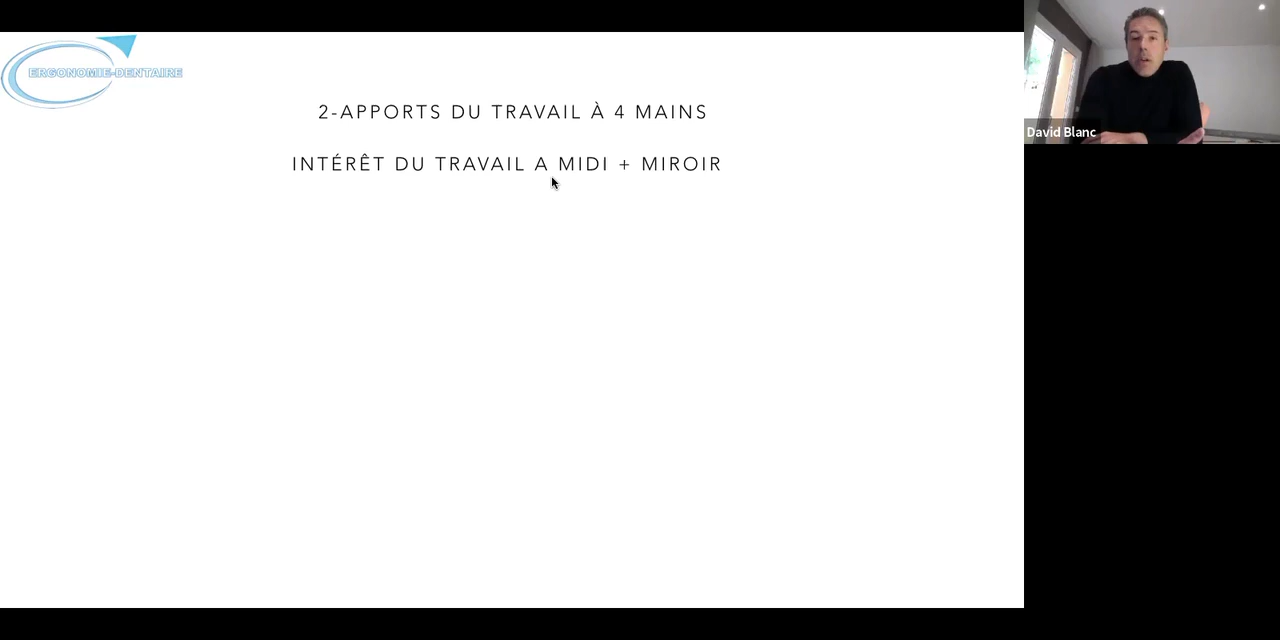 ERGONOMIE-DENTAIRE
2-APPORTS DU TRAVAIL À 4 MAINS
INTÉRÊT DU TRAVAIL A MIDI + MIROIR
David Blanc